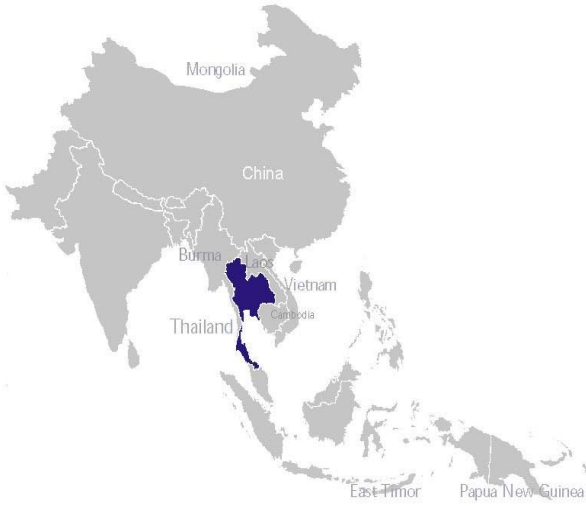 Mongolia
China
Burma
Laos
Vietnam
Cambodia
Thailand
East Timor
Papua New Guinea